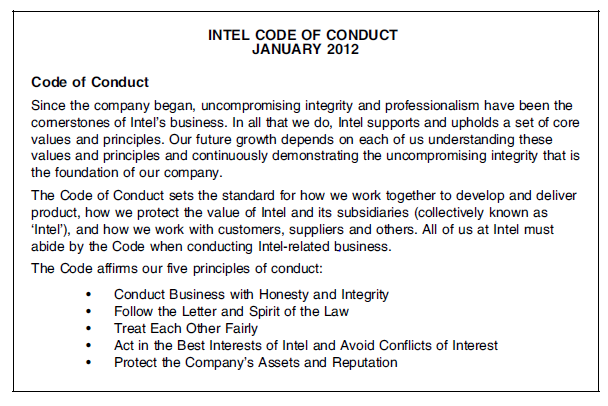 INTEL CODE OF CONDUCT
JANUARY 2012
Code of Conduct
Since the company began, uncompromising integrity and professionalism have been the
cornerstones of Intel's business. In all that we do, Intel supports and upholds a set of core
values and principles. Our future growth depends on each of us understanding these
values and principles and continuously demonstrating the uncompromising integrity that is
the foundation of our company.
The Code of Conduct sets the standard for how we work together to develop and deliver
product, how we protect the value of Intel and its subsidiaries (collectively known as
'Intel'), and how we work with customers, suppliers and others. All of us at Intel must
abide by the Code when conducting Intel-related business.
The Code affirms our five principles of conduct:
• Conduct Business with Honesty and Integrity
• Follow the Letter and Spirit of the Law
• Treat Each Other Fairly
• Act in the Best Interests of Intel and Avoid Conflicts of Interest
• Protect the Company's Assets and Reputation